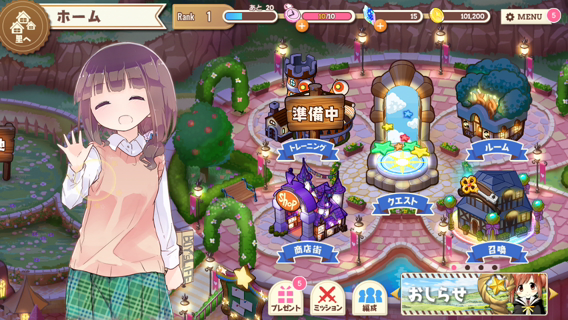 里へ
ホーム
Rank 1
あと 20
10/10
15
101,200
MENU
5
準備中
トレーニング
ルーム
クエスト
SHOP
商店街
召喚
5
プレゼント
ミッション
編成
おしらせ